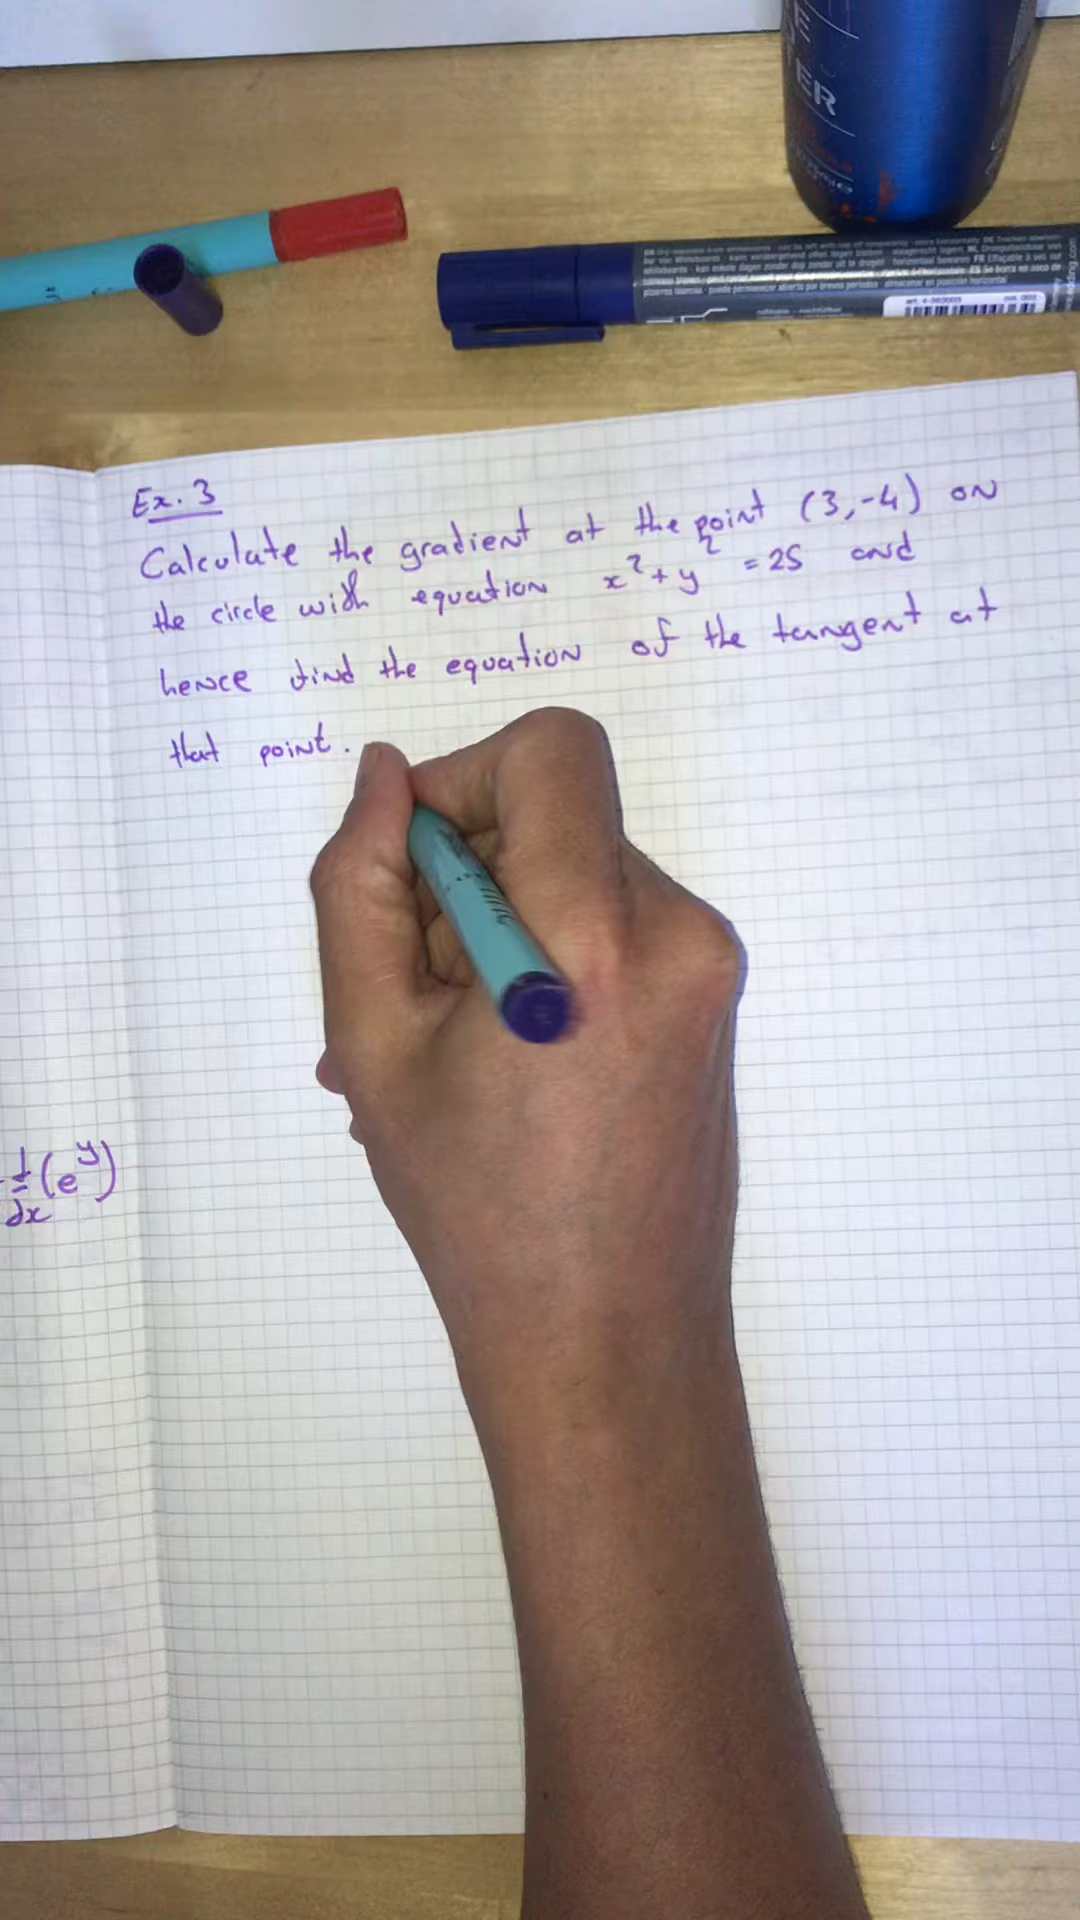 E
TER
Ex. 3
Calculate the gradient at the point (3,-4) on
the circle with equation x²+y² = 25 and
hence find the equation of the tangent at
that point.
d/dx(e^y)